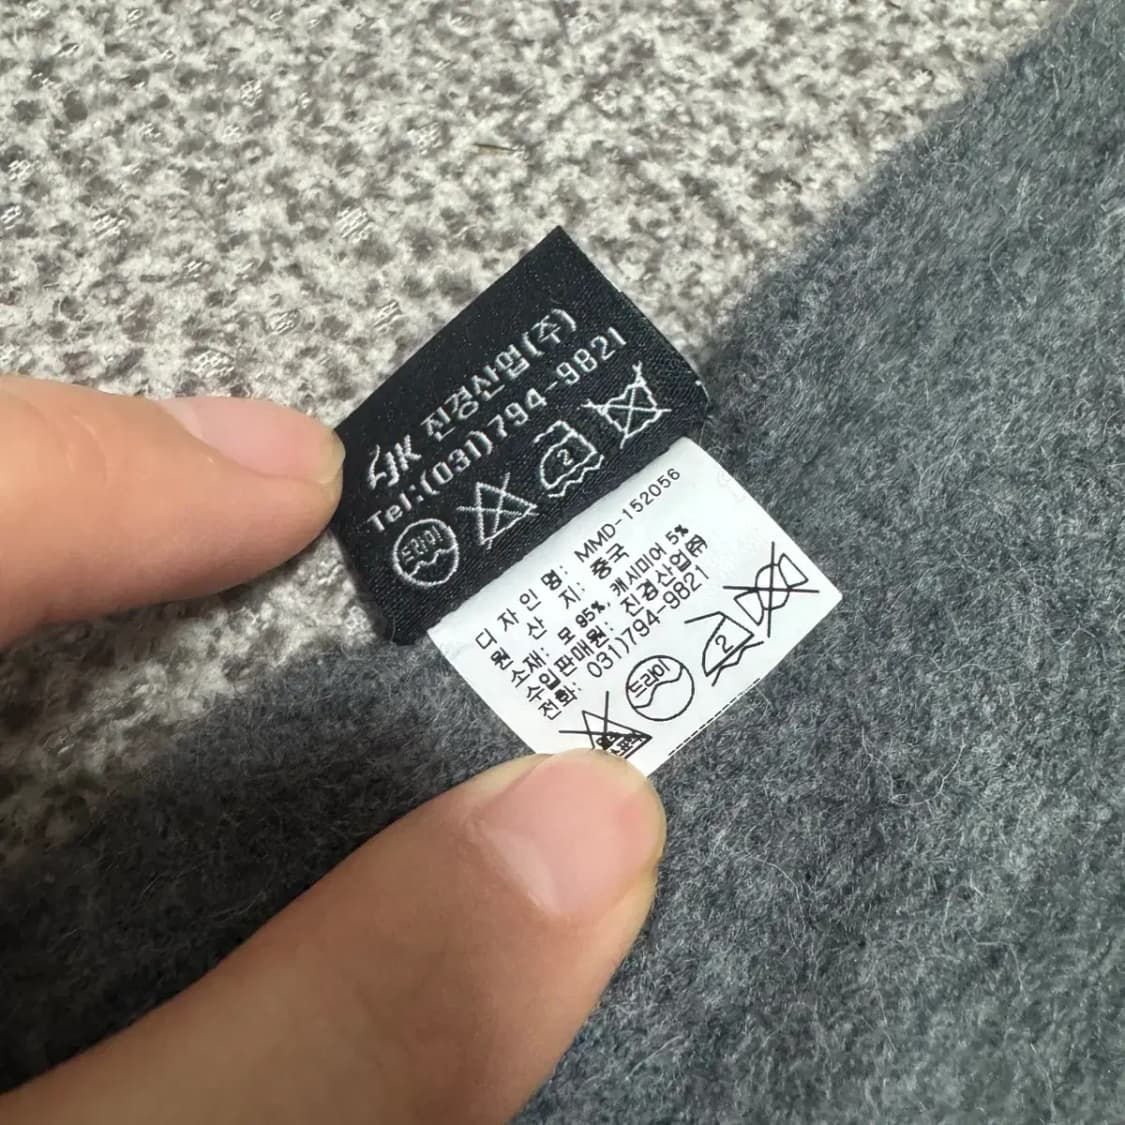 JK 진경산업(주)
Tel:(031)794-9821
드라이
2
디자인명: MMD-152056
원산지: 중국
소재: 모 95%, 캐시미어 5%
수입판매원: 진경산업㈜
전화: 031)794-9821
드라이
2